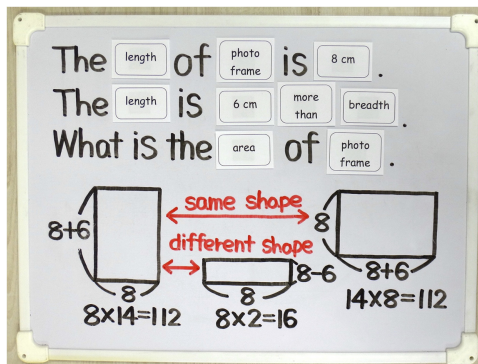 The length of photo frame is 8 cm .
The length is 6 cm more than breadth .
What is the area of photo frame .
same shape
different shape
8+6
8
8×14=112
8-6
8
8×2=16
8
8+6
14×8=112